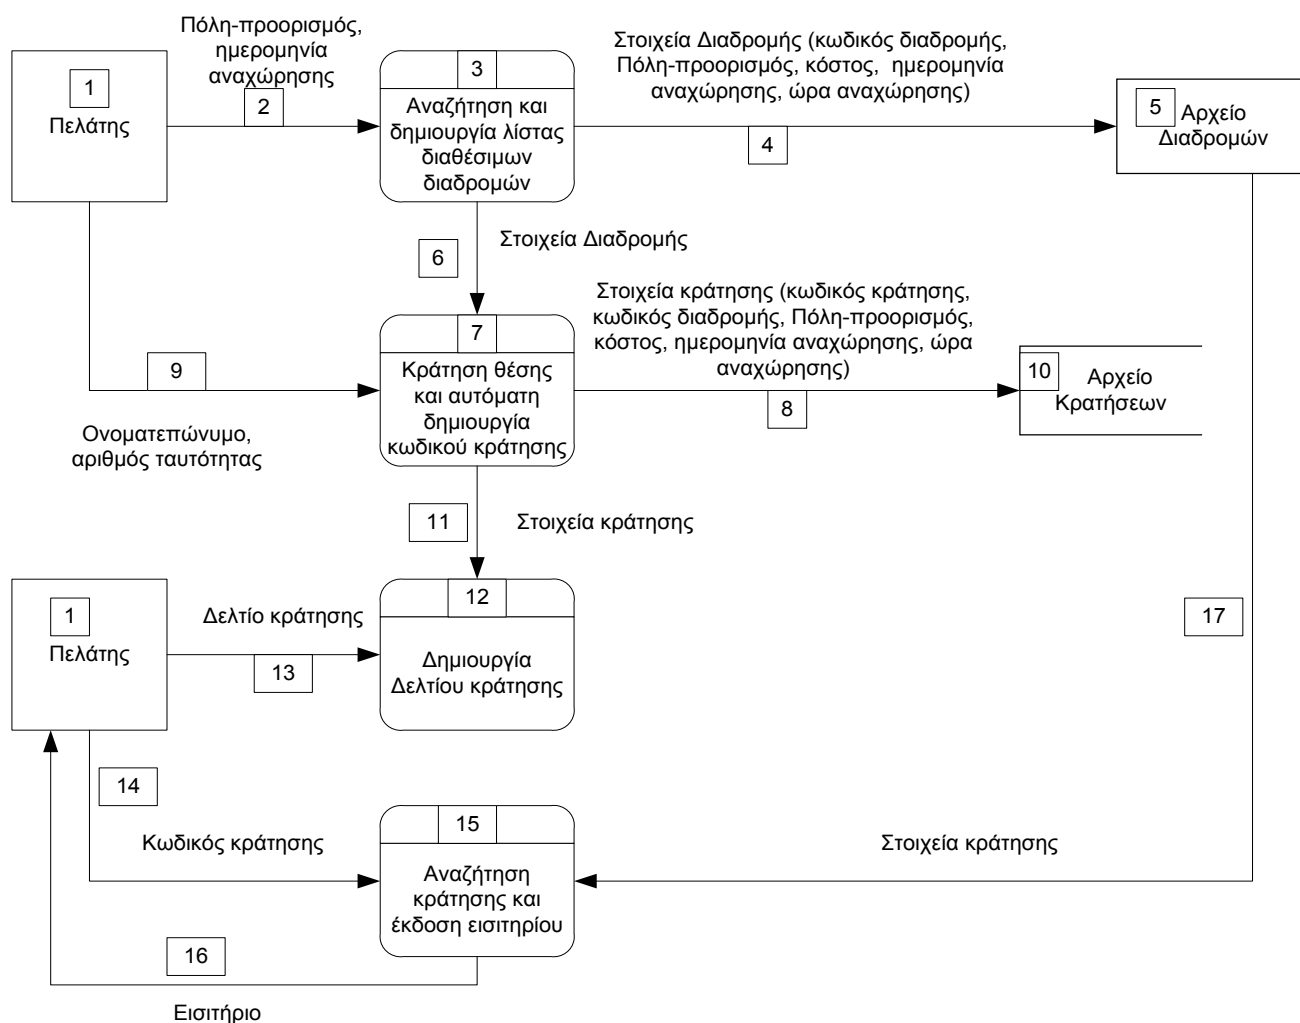 Πόλη-προορισμός,
ημερομηνία
αναχώρησης
1
Πελάτης
2
3
Αναζήτηση και
δημιουργία λίστας
διαθέσιμων
διαδρομών
Στοιχεία Διαδρομής (κωδικός διαδρομής,
Πόλη-προορισμός, κόστος, ημερομηνία
αναχώρησης, ώρα αναχώρησης)
4
5
Αρχείο
Διαδρομών
6
Στοιχεία Διαδρομής
9
Ονοματεπώνυμο,
αριθμός ταυτότητας
7
Κράτηση θέσης
και αυτόματη
δημιουργία
κωδικού κράτησης
Στοιχεία κράτησης (κωδικός κράτησης,
κωδικός διαδρομής, Πόλη-προορισμός,
κόστος, ημερομηνία αναχώρησης, ώρα
αναχώρησης)
8
10
Αρχείο
Κρατήσεων
11
Στοιχεία κράτησης
1
Πελάτης
Δελτίο κράτησης
13
12
Δημιουργία
Δελτίου κράτησης
17
14
Κωδικός κράτησης
15
Αναζήτηση
κράτησης και
έκδοση εισιτηρίου
Στοιχεία κράτησης
16
Εισιτήριο